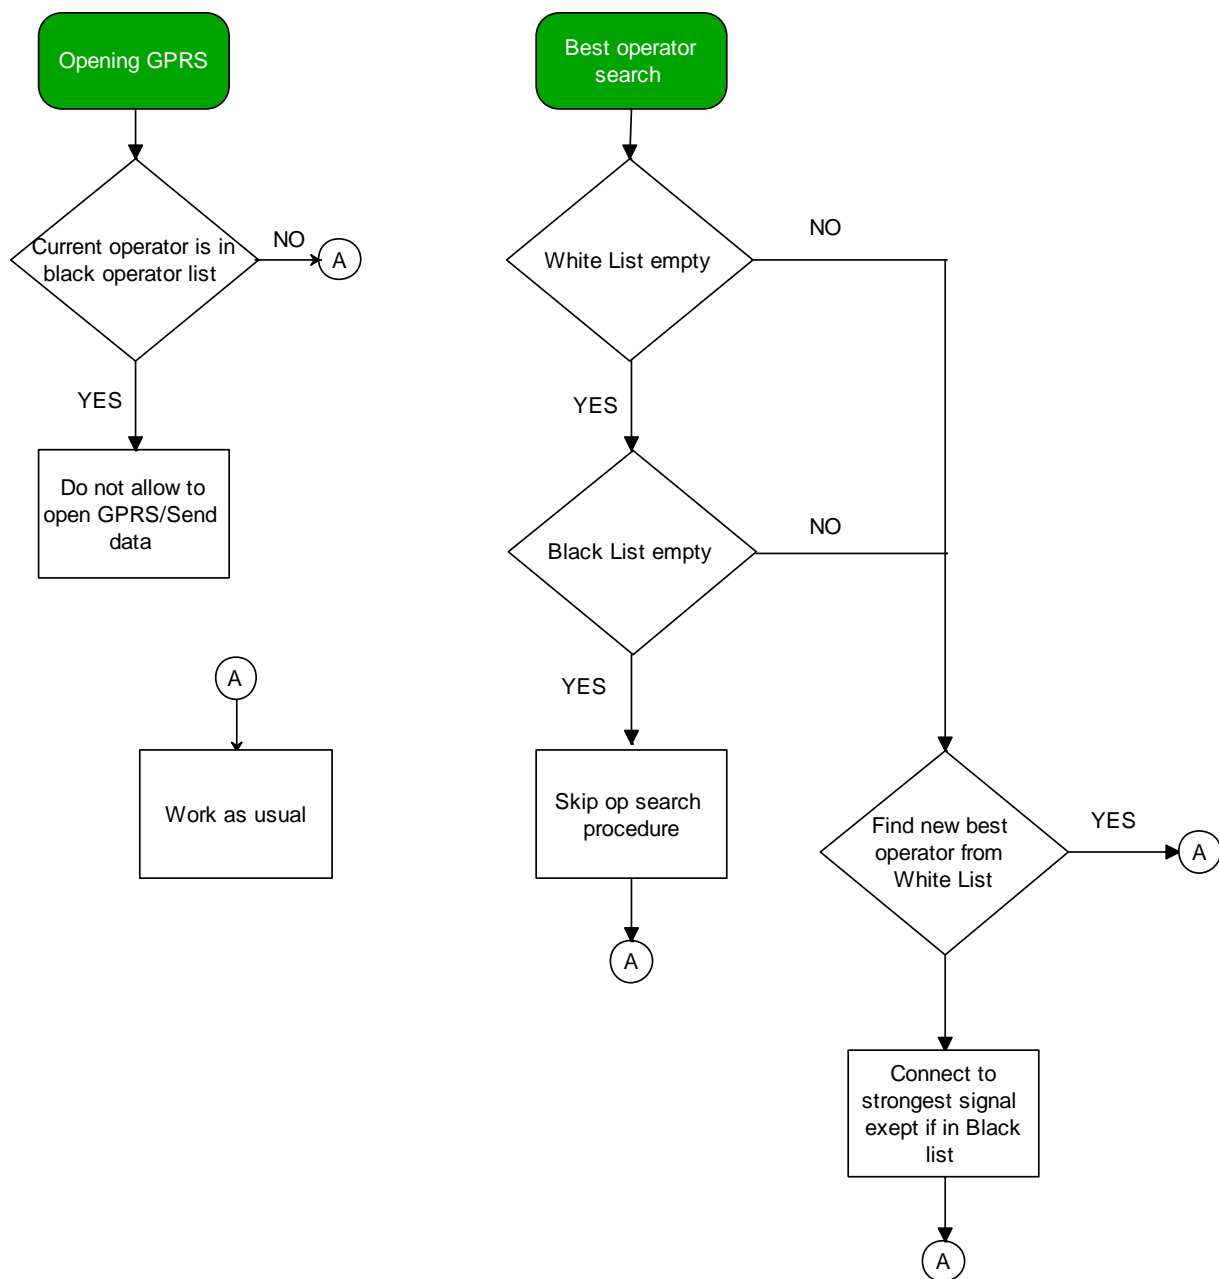 Opening GPRS
Current operator is in
black operator list
NO
A
YES
Do not allow to
open GPRS/Send
data
A
Work as usual
Best operator
search
White List empty
NO
YES
Black List empty
NO
YES
Skip op search
procedure
A
Find new best
operator from
White List
YES
A
Connect to
strongest signal
exept if in Black
list
A